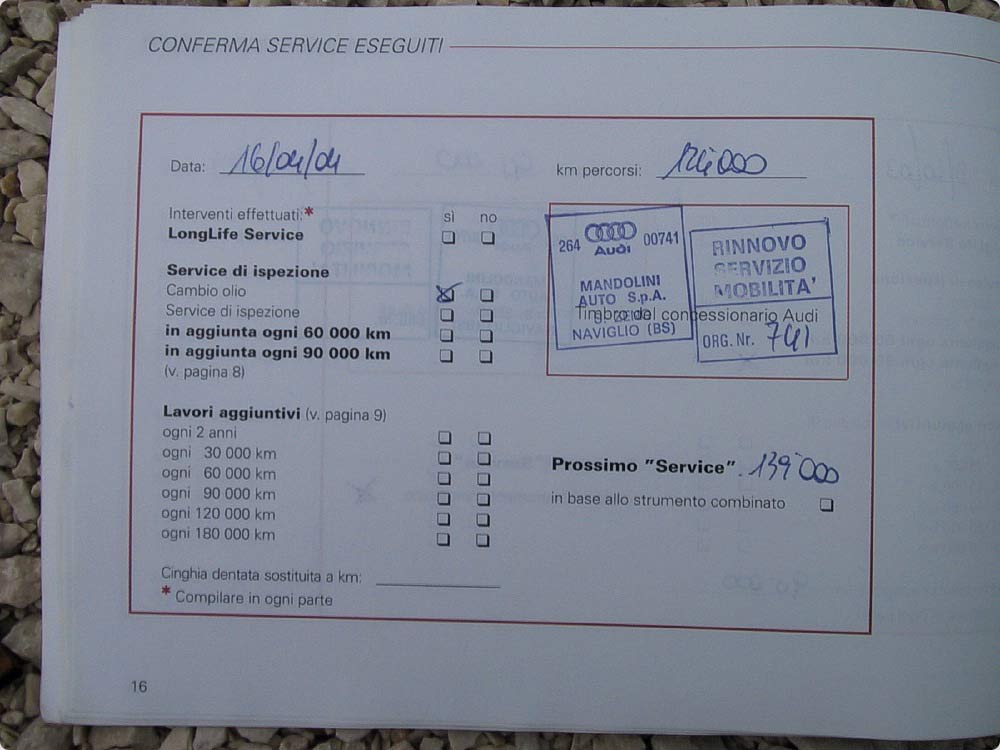 CONFERMA SERVICE ESEGUITI
Data: 16/04/04
km percorsi: 124'000
Interventi effettuati:* sì no
LongLife Service
Service di ispezione
Cambio olio
Service di ispezione
in aggiunta ogni 60 000 km
in aggiunta ogni 90 000 km
(v. pagina 8)
264 Audi 00741
MANDOLINI
AUTO S.p.A.
NAVIGLIO (BS)
RINNOVO
SERVIZIO
MOBILITA'
ORG. Nr. 741
Timbro del concessionario Audi
Lavori aggiuntivi (v. pagina 9)
ogni 2 anni
ogni 30 000 km
ogni 60 000 km
ogni 90 000 km
ogni 120 000 km
ogni 180 000 km
Prossimo "Service" 139'000
in base allo strumento combinato
Cinghia dentata sostituita a km:
* Compilare in ogni parte
16